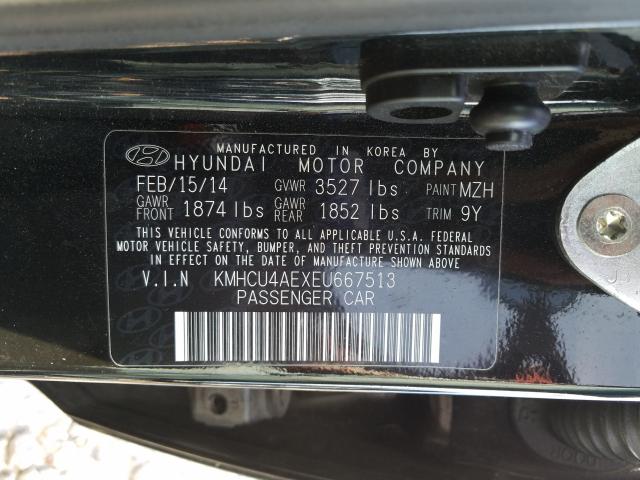 MANUFACTURED IN KOREA BY
HYUNDAI MOTOR COMPANY
FEB/15/14 GVWR 3527 lbs PAINT MZH
GAWR FRONT 1874 lbs GAWR REAR 1852 lbs TRIM 9Y
THIS VEHICLE CONFORMS TO ALL APPLICABLE U.S.A. FEDERAL
MOTOR VEHICLE SAFETY, BUMPER, AND THEFT PREVENTION STANDARDS
IN EFFECT ON THE DATE OF MANUFACTURE SHOWN ABOVE.
V.I.N KMHCU4AEXEU667513
PASSENGER CAR